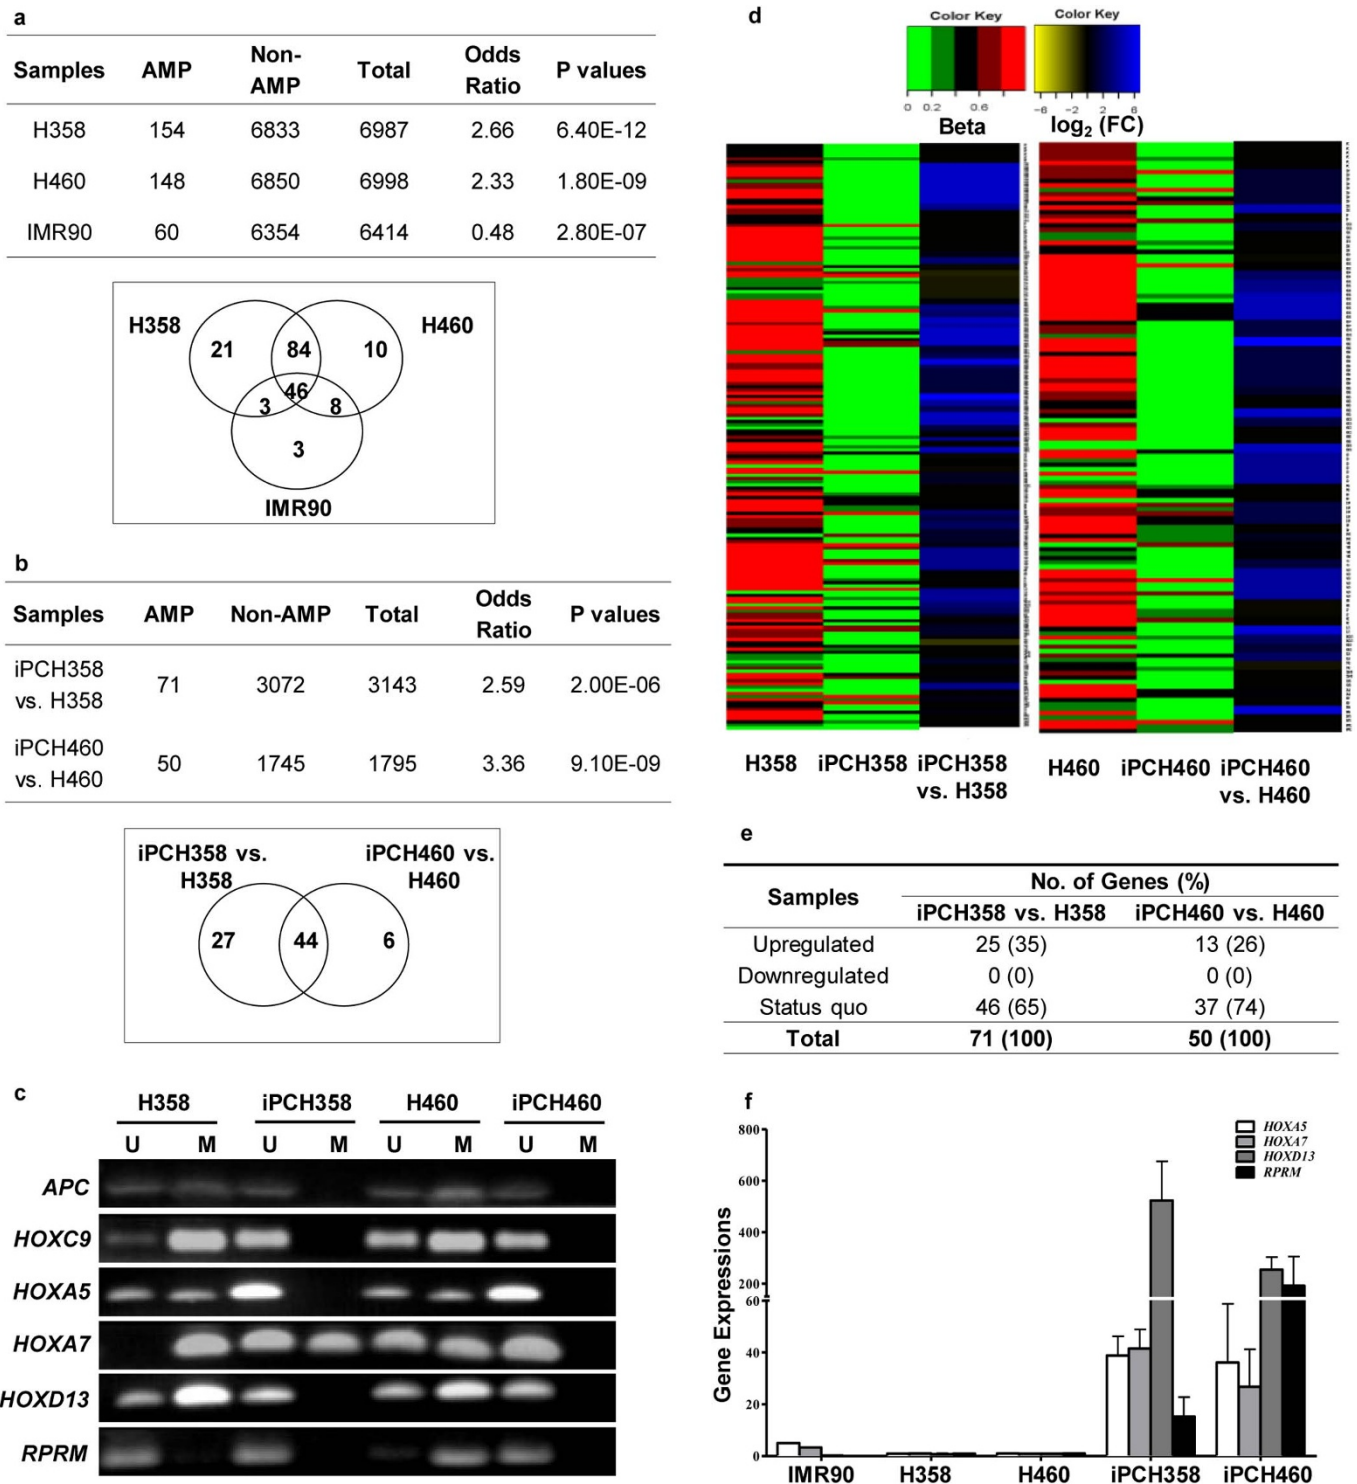 a
Samples AMP Non-AMP Total Odds Ratio P values
H358 154 6833 6987 2.66 6.40E-12
H460 148 6850 6998 2.33 1.80E-09
IMR90 60 6354 6414 0.48 2.80E-07
H358 H460
21 84 10
46
3 8
3
IMR90
b
Samples AMP Non-AMP Total Odds Ratio P values
iPCH358 vs. H358 71 3072 3143 2.59 2.00E-06
iPCH460 vs. H460 50 1745 1795 3.36 9.10E-09
iPCH358 vs. H358 iPCH460 vs. H460
27 44 6
c
H358 iPCH358 H460 iPCH460
U M U M U M U M
APC
HOXC9
HOXA5
HOXA7
HOXD13
RPRM
d
Color Key Color Key
0 0.2 0.6 -6 -2 2 6
Beta log2 (FC)
H358 iPCH358 iPCH358 vs. H358 H460 iPCH460 iPCH460 vs. H460
e
Samples No. of Genes (%)
iPCH358 vs. H358 iPCH460 vs. H460
Upregulated 25 (35) 13 (26)
Downregulated 0 (0) 0 (0)
Status quo 46 (65) 37 (74)
Total 71 (100) 50 (100)
f
Gene Expressions
800
600
400
200
60
40
20
0
HOXA5
HOXA7
HOXD13
RPRM
IMR90 H358 H460 iPCH358 iPCH460